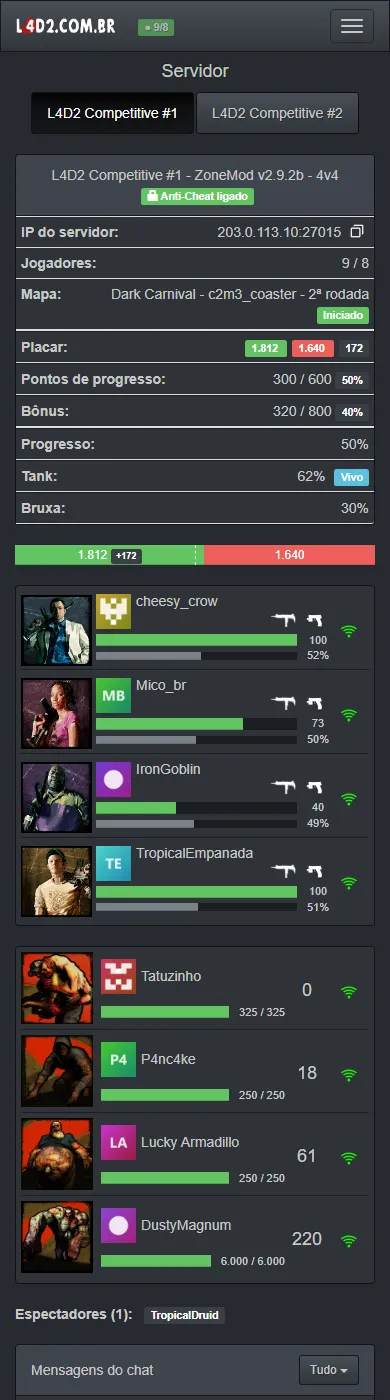 L4D2.COM.BR
9/8
Servidor
L4D2 Competitive #1
L4D2 Competitive #2
L4D2 Competitive #1 - ZoneMod v2.9.2b - 4v4
Anti-Cheat ligado
IP do servidor: 203.0.113.10:27015
Jogadores: 9 / 8
Mapa: Dark Carnival - c2m3_coaster - 2ª rodada
Iniciado
Placar: 1.812 1.640 172
Pontos de progresso: 300 / 600 50%
Bônus: 320 / 800 40%
Progresso: 50%
Tank: 62% Vivo
Bruxa: 30%
1.812 +172 1.640
cheesy_crow
100
52%
MB Mico_br
73
50%
IronGoblin
40
49%
TE TropicalEmpanada
100
51%
Tatuzinho 0
325 / 325
P4 P4nc4ke 18
250 / 250
LA Lucky Armadillo 61
250 / 250
DustyMagnum 220
6.000 / 6.000
Espectadores (1): TropicalDruid
Mensagens do chat Tudo